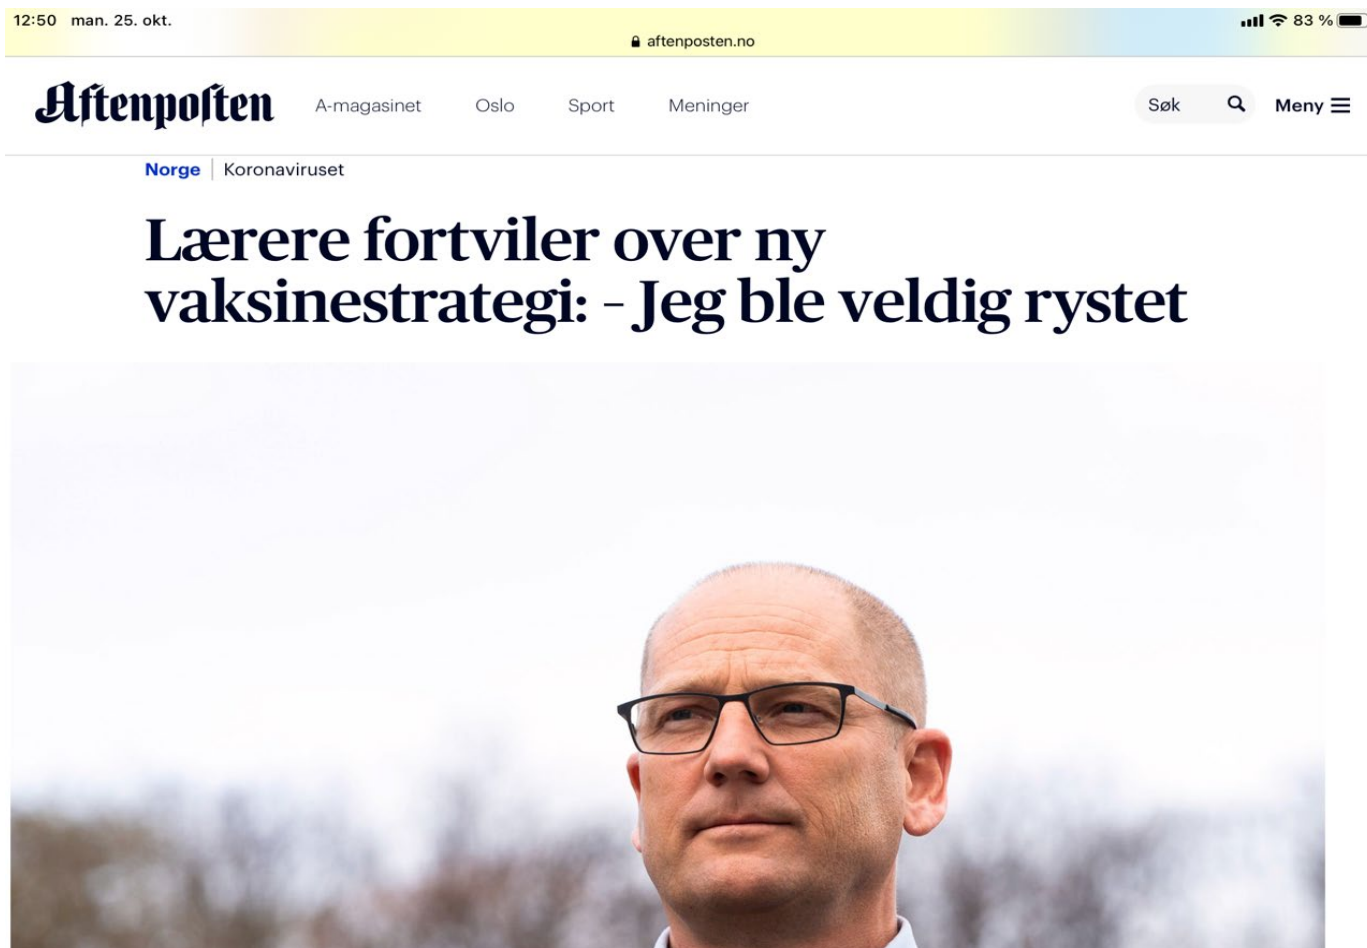 12:50 man. 25. okt.
83 %
aftenposten.no
Aftenposten
A-magasinet Oslo Sport Meninger
Søk Meny
Norge | Koronaviruset
Lærere fortviler over ny
vaksinestrategi: – Jeg ble veldig rystet